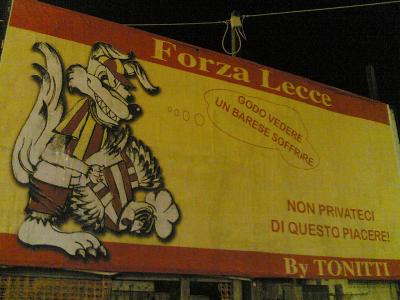 Forza Lecce
GODO VEDERE
UN BARESE SOFFRIRE
NON PRIVATECI
DI QUESTO PIACERE!
By TONITTI